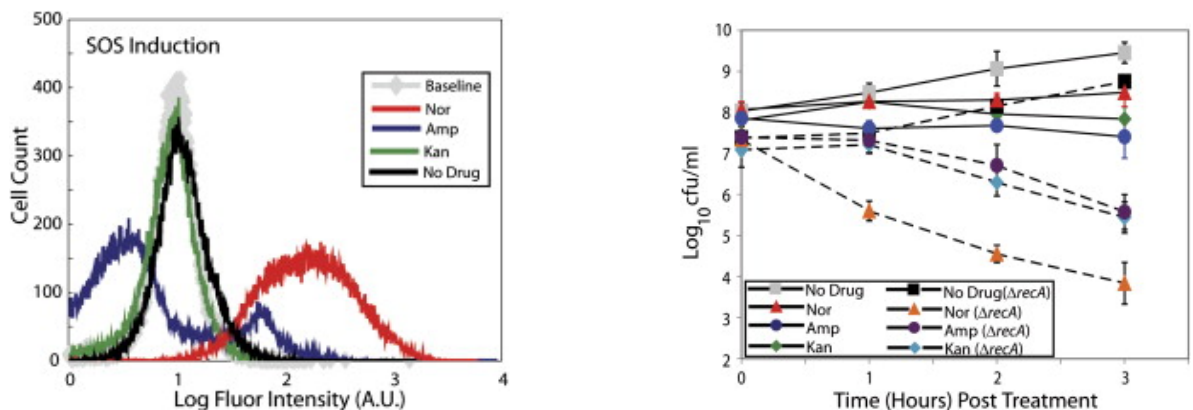 500
400
300
200
100
0
Cell Count
SOS Induction
Baseline
Nor
Amp
Kan
No Drug
0 1 2 3 4
Log Fluor Intensity (A.U.)
10
9
8
7
6
5
4
3
2
Log10 cfu/ml
No Drug No Drug(ΔrecA)
Nor Nor (ΔrecA)
Amp Amp (ΔrecA)
Kan Kan (ΔrecA)
0 1 2 3
Time (Hours) Post Treatment